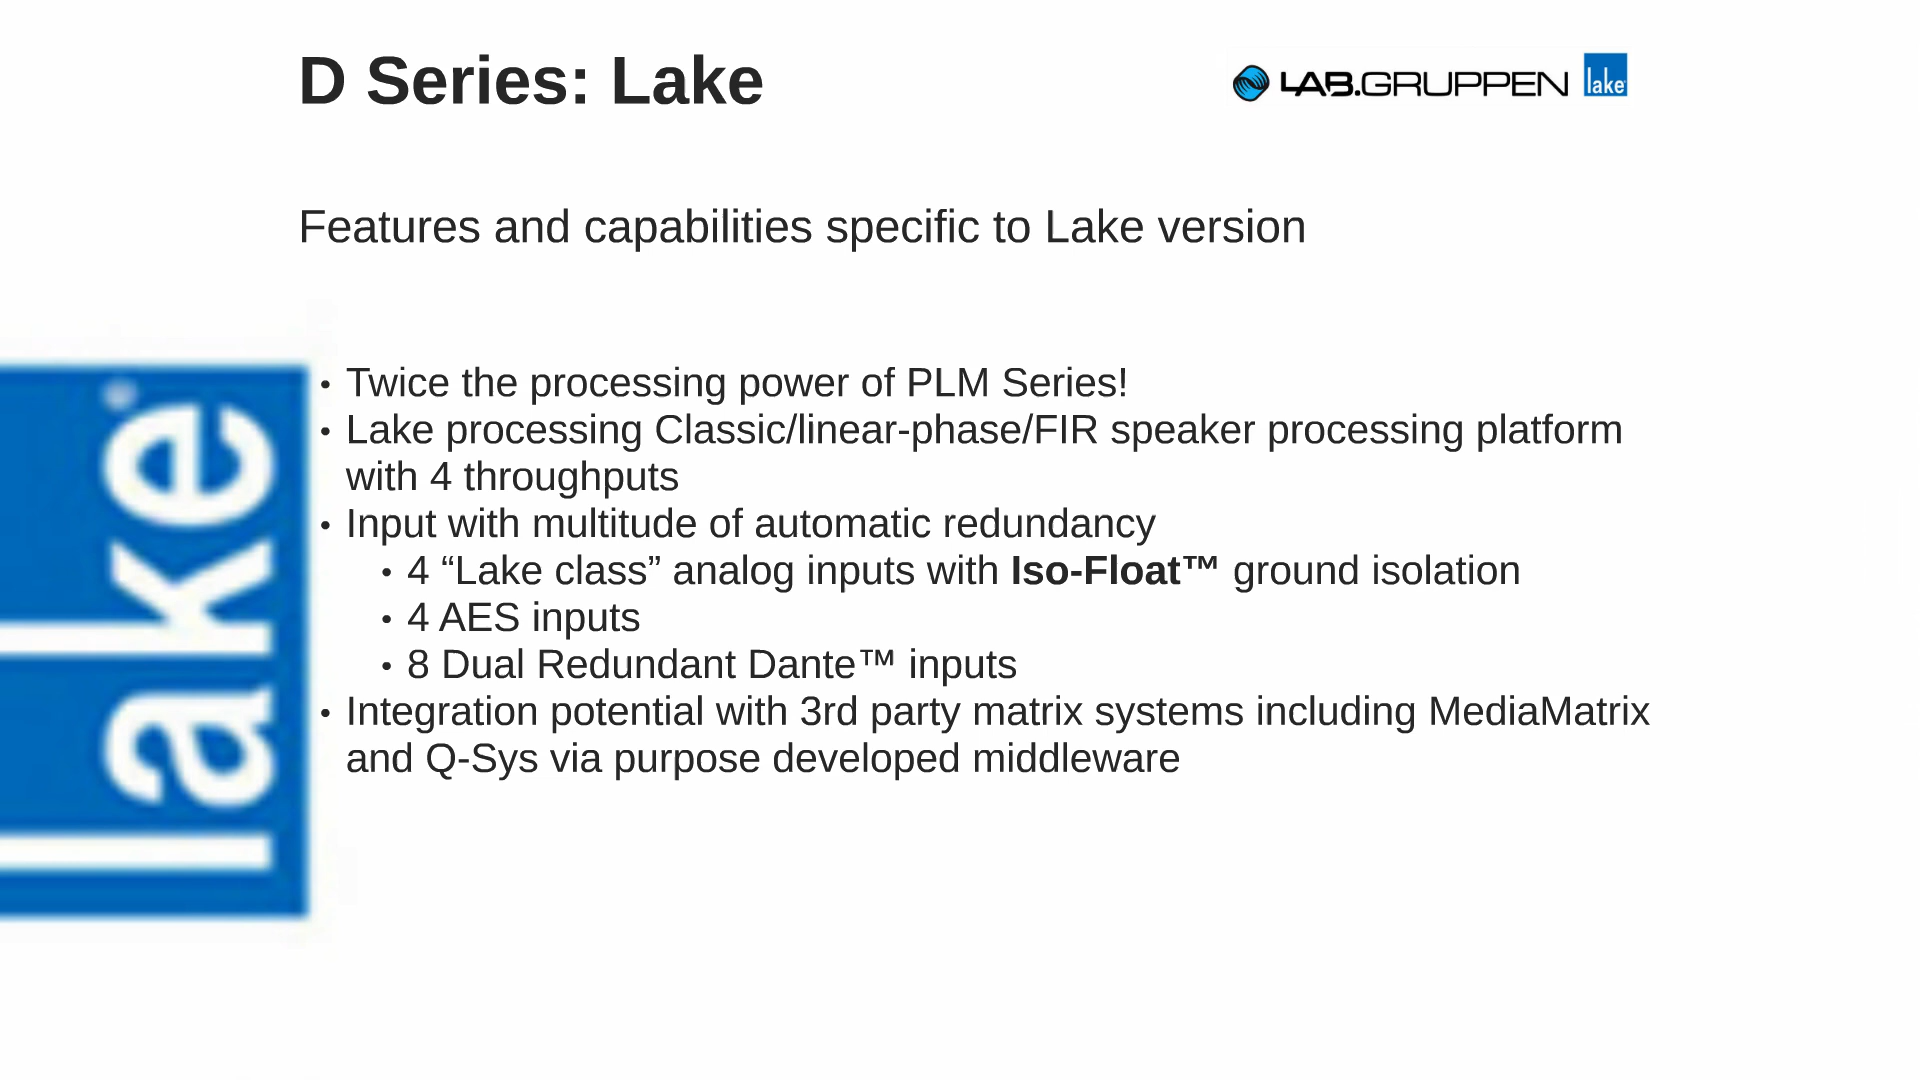 D Series: Lake
LAB.GRUPPEN lake
Features and capabilities specific to Lake version
lake
• Twice the processing power of PLM Series!
• Lake processing Classic/linear-phase/FIR speaker processing platform
with 4 throughputs
• Input with multitude of automatic redundancy
• 4 “Lake class” analog inputs with Iso-Float™ ground isolation
• 4 AES inputs
• 8 Dual Redundant Dante™ inputs
• Integration potential with 3rd party matrix systems including MediaMatrix
and Q-Sys via purpose developed middleware